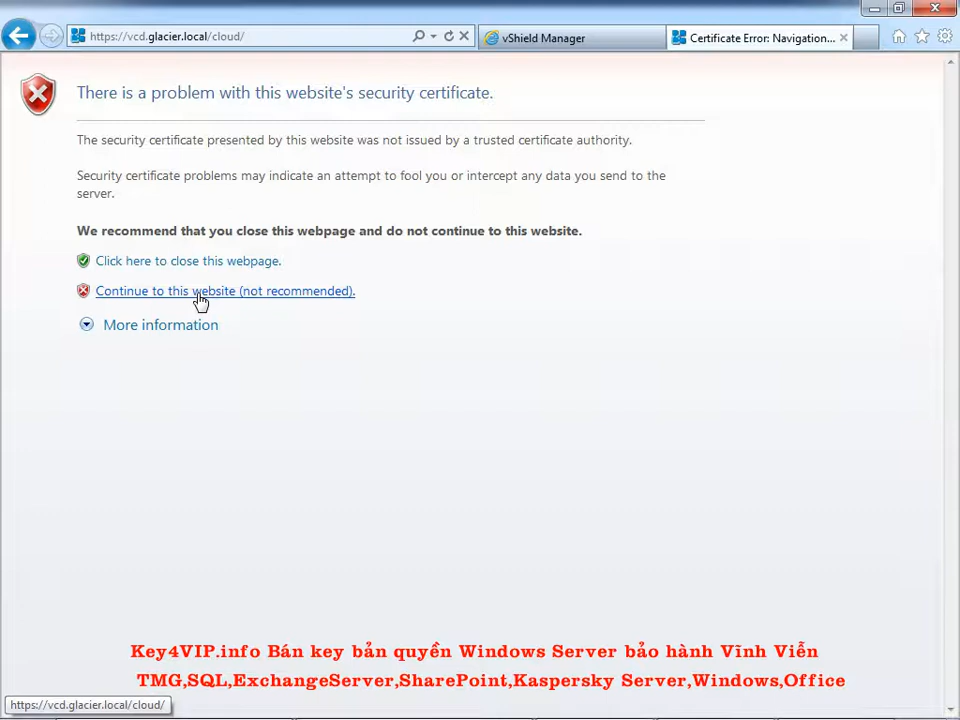 https://vcd.glacier.local/cloud/
vShield Manager
Certificate Error: Navigation...
There is a problem with this website's security certificate.
The security certificate presented by this website was not issued by a trusted certificate authority.
Security certificate problems may indicate an attempt to fool you or intercept any data you send to the
server.
We recommend that you close this webpage and do not continue to this website.
Click here to close this webpage.
Continue to this website (not recommended).
More information
Key4VIP.info Bán key bản quyền Windows Server bảo hành Vĩnh Viễn
TMG,SQL,ExchangeServer,SharePoint,Kaspersky Server,Windows,Office
https://vcd.glacier.local/cloud/